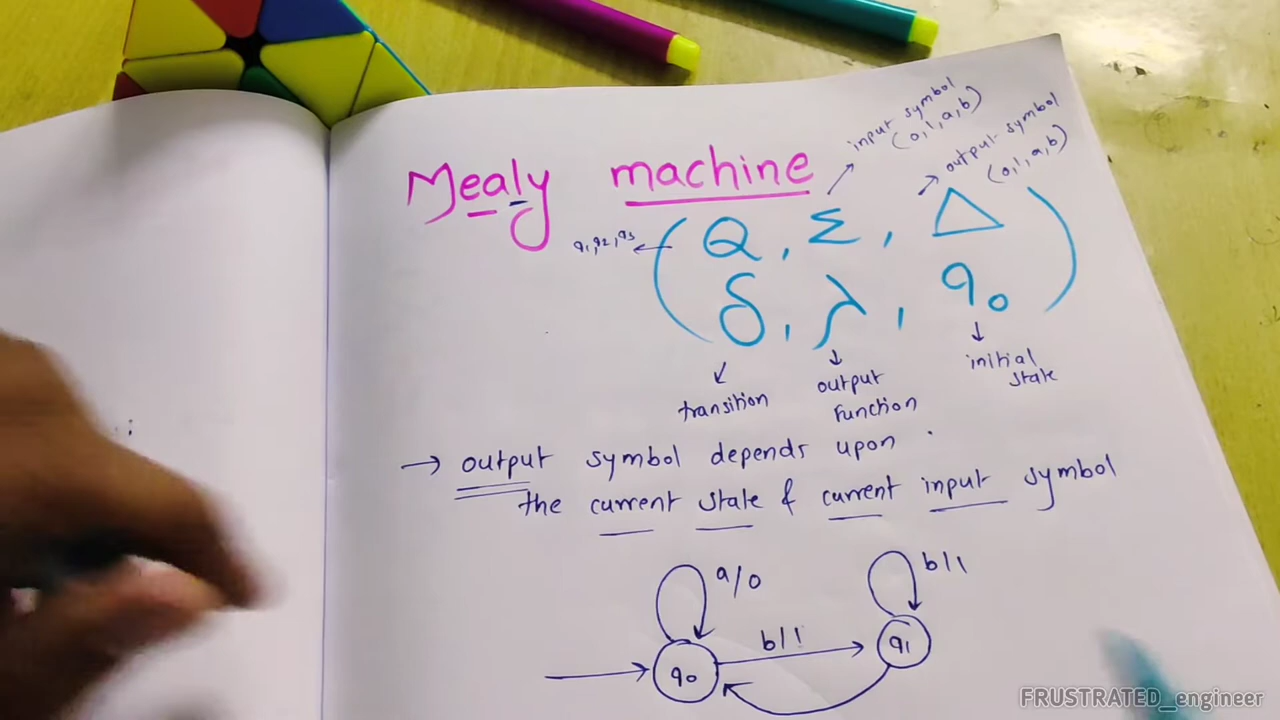 Mealy machine
input symbol
(0,1,a,b)
output symbol
(0,1,a,b)
q1,q2,q3
(Q, Σ, Δ
δ, λ, q0)
transition
output
function
initial
state
→ output symbol depends upon
the current state & current input symbol
a/0
b/1
b/1
q0
q1
FRUSTRATED_engineer